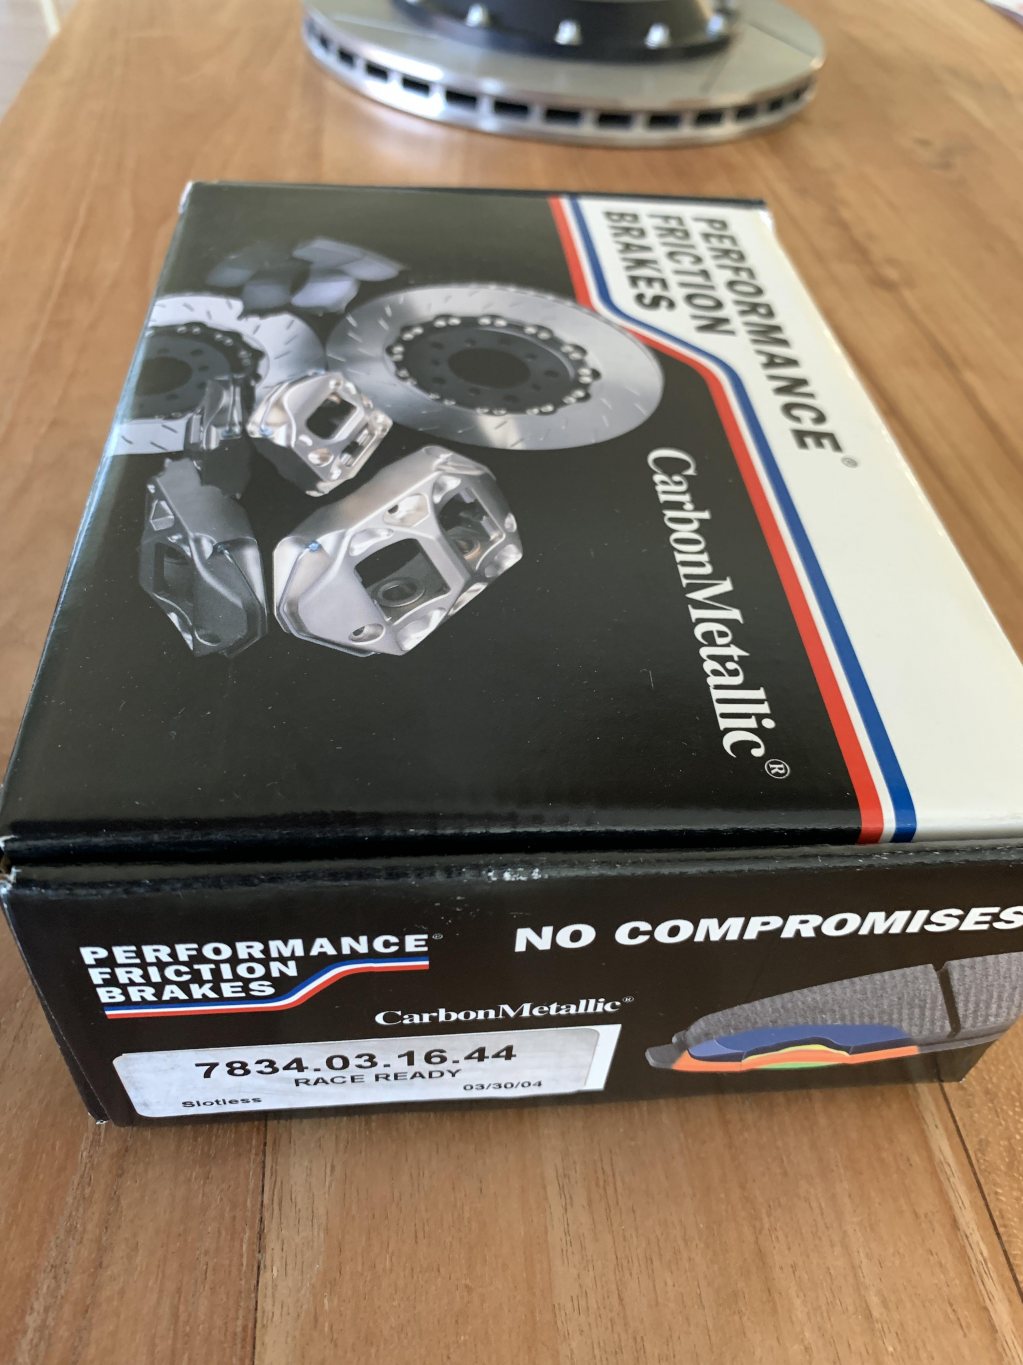 PERFORMANCE®
FRICTION
BRAKES
CarbonMetallic®
PERFORMANCE®
FRICTION
BRAKES
NO COMPROMISES
CarbonMetallic®
7834.03.16.44
RACE READY
Slotless 03/30/04